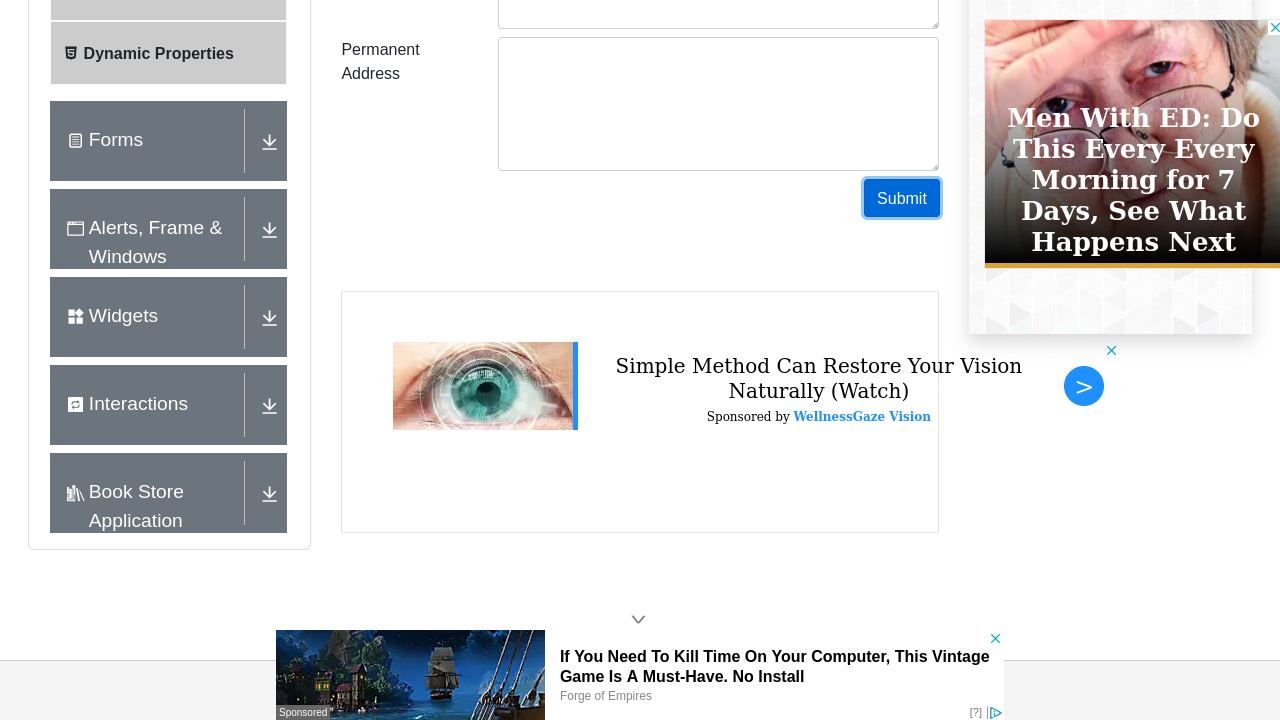 Dynamic Properties
Forms
Alerts, Frame &
Windows
Widgets
Interactions
Book Store
Application
Permanent
Address
Submit
Men With ED: Do
This Every Every
Morning for 7
Days, See What
Happens Next
Simple Method Can Restore Your Vision
Naturally (Watch)
Sponsored by WellnessGaze Vision
>
If You Need To Kill Time On Your Computer, This Vintage
Game Is A Must-Have. No Install
Forge of Empires
Sponsored
[?]